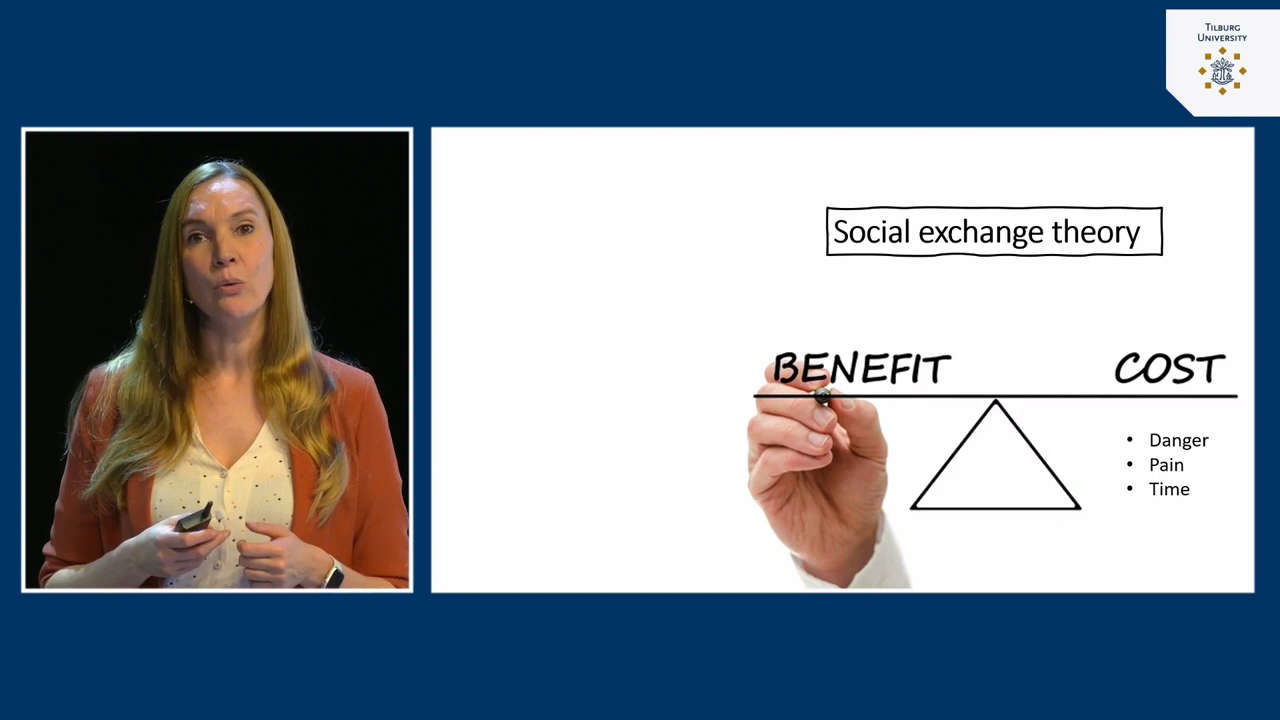 TILBURG
UNIVERSITY
Social exchange theory
BENEFIT
COST
• Danger
• Pain
• Time